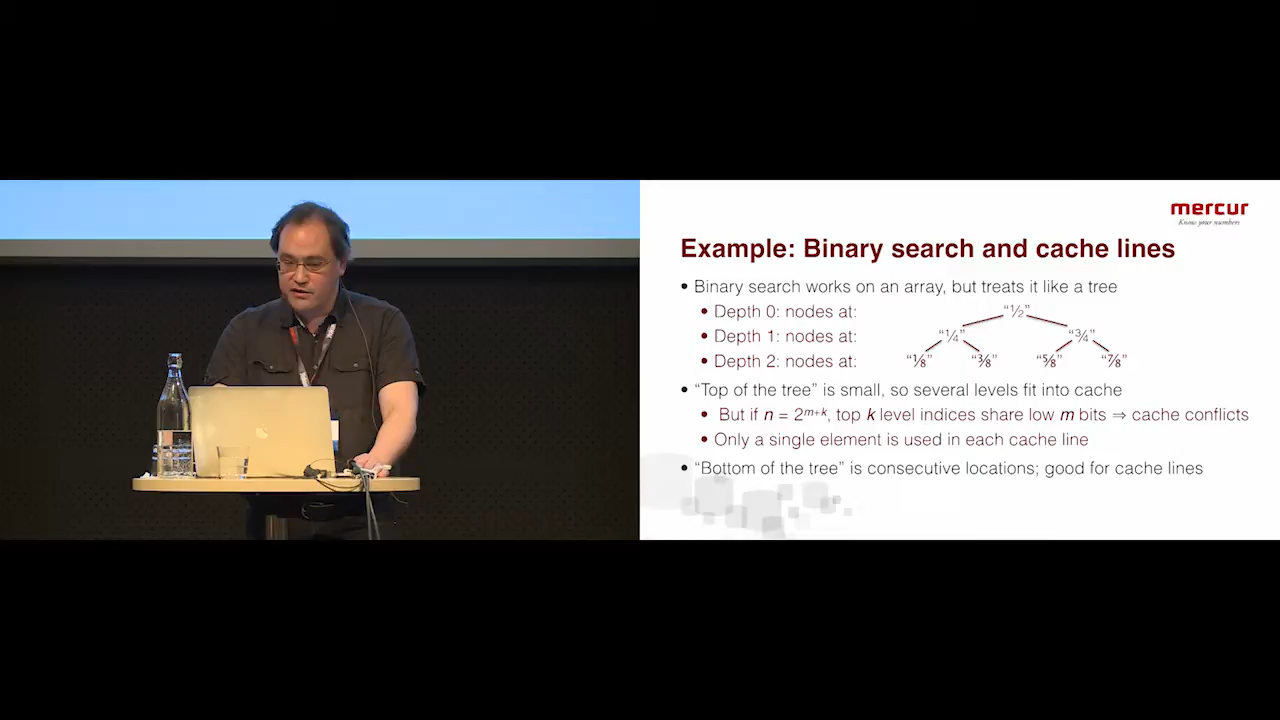 mercur
Know your numbers
Example: Binary search and cache lines
• Binary search works on an array, but treats it like a tree
• Depth 0: nodes at: “½”
• Depth 1: nodes at: “¼” “¾”
• Depth 2: nodes at: “⅛” “⅜” “⅝” “⅞”
• “Top of the tree” is small, so several levels fit into cache
• But if n = 2^{m+k}, top k level indices share low m bits ⇒ cache conflicts
• Only a single element is used in each cache line
• “Bottom of the tree” is consecutive locations; good for cache lines